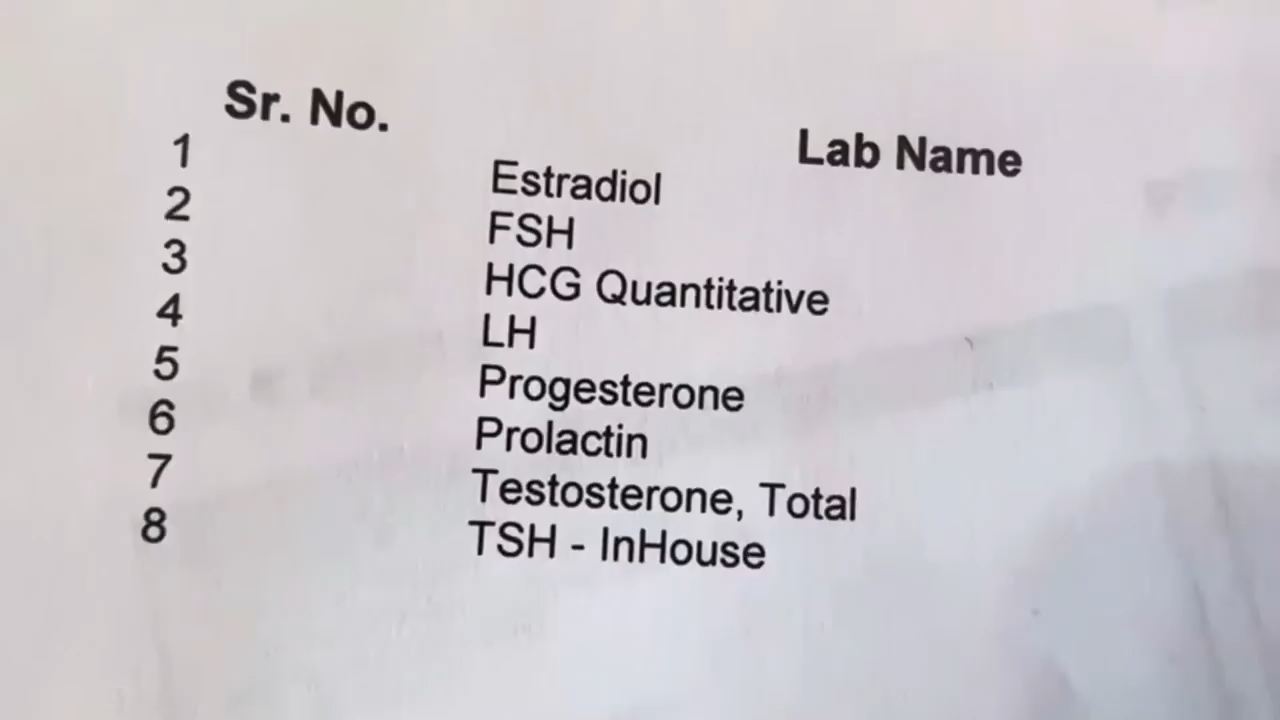 Sr. No. Lab Name
1 Estradiol
2 FSH
3 HCG Quantitative
4 LH
5 Progesterone
6 Prolactin
7 Testosterone, Total
8 TSH - InHouse